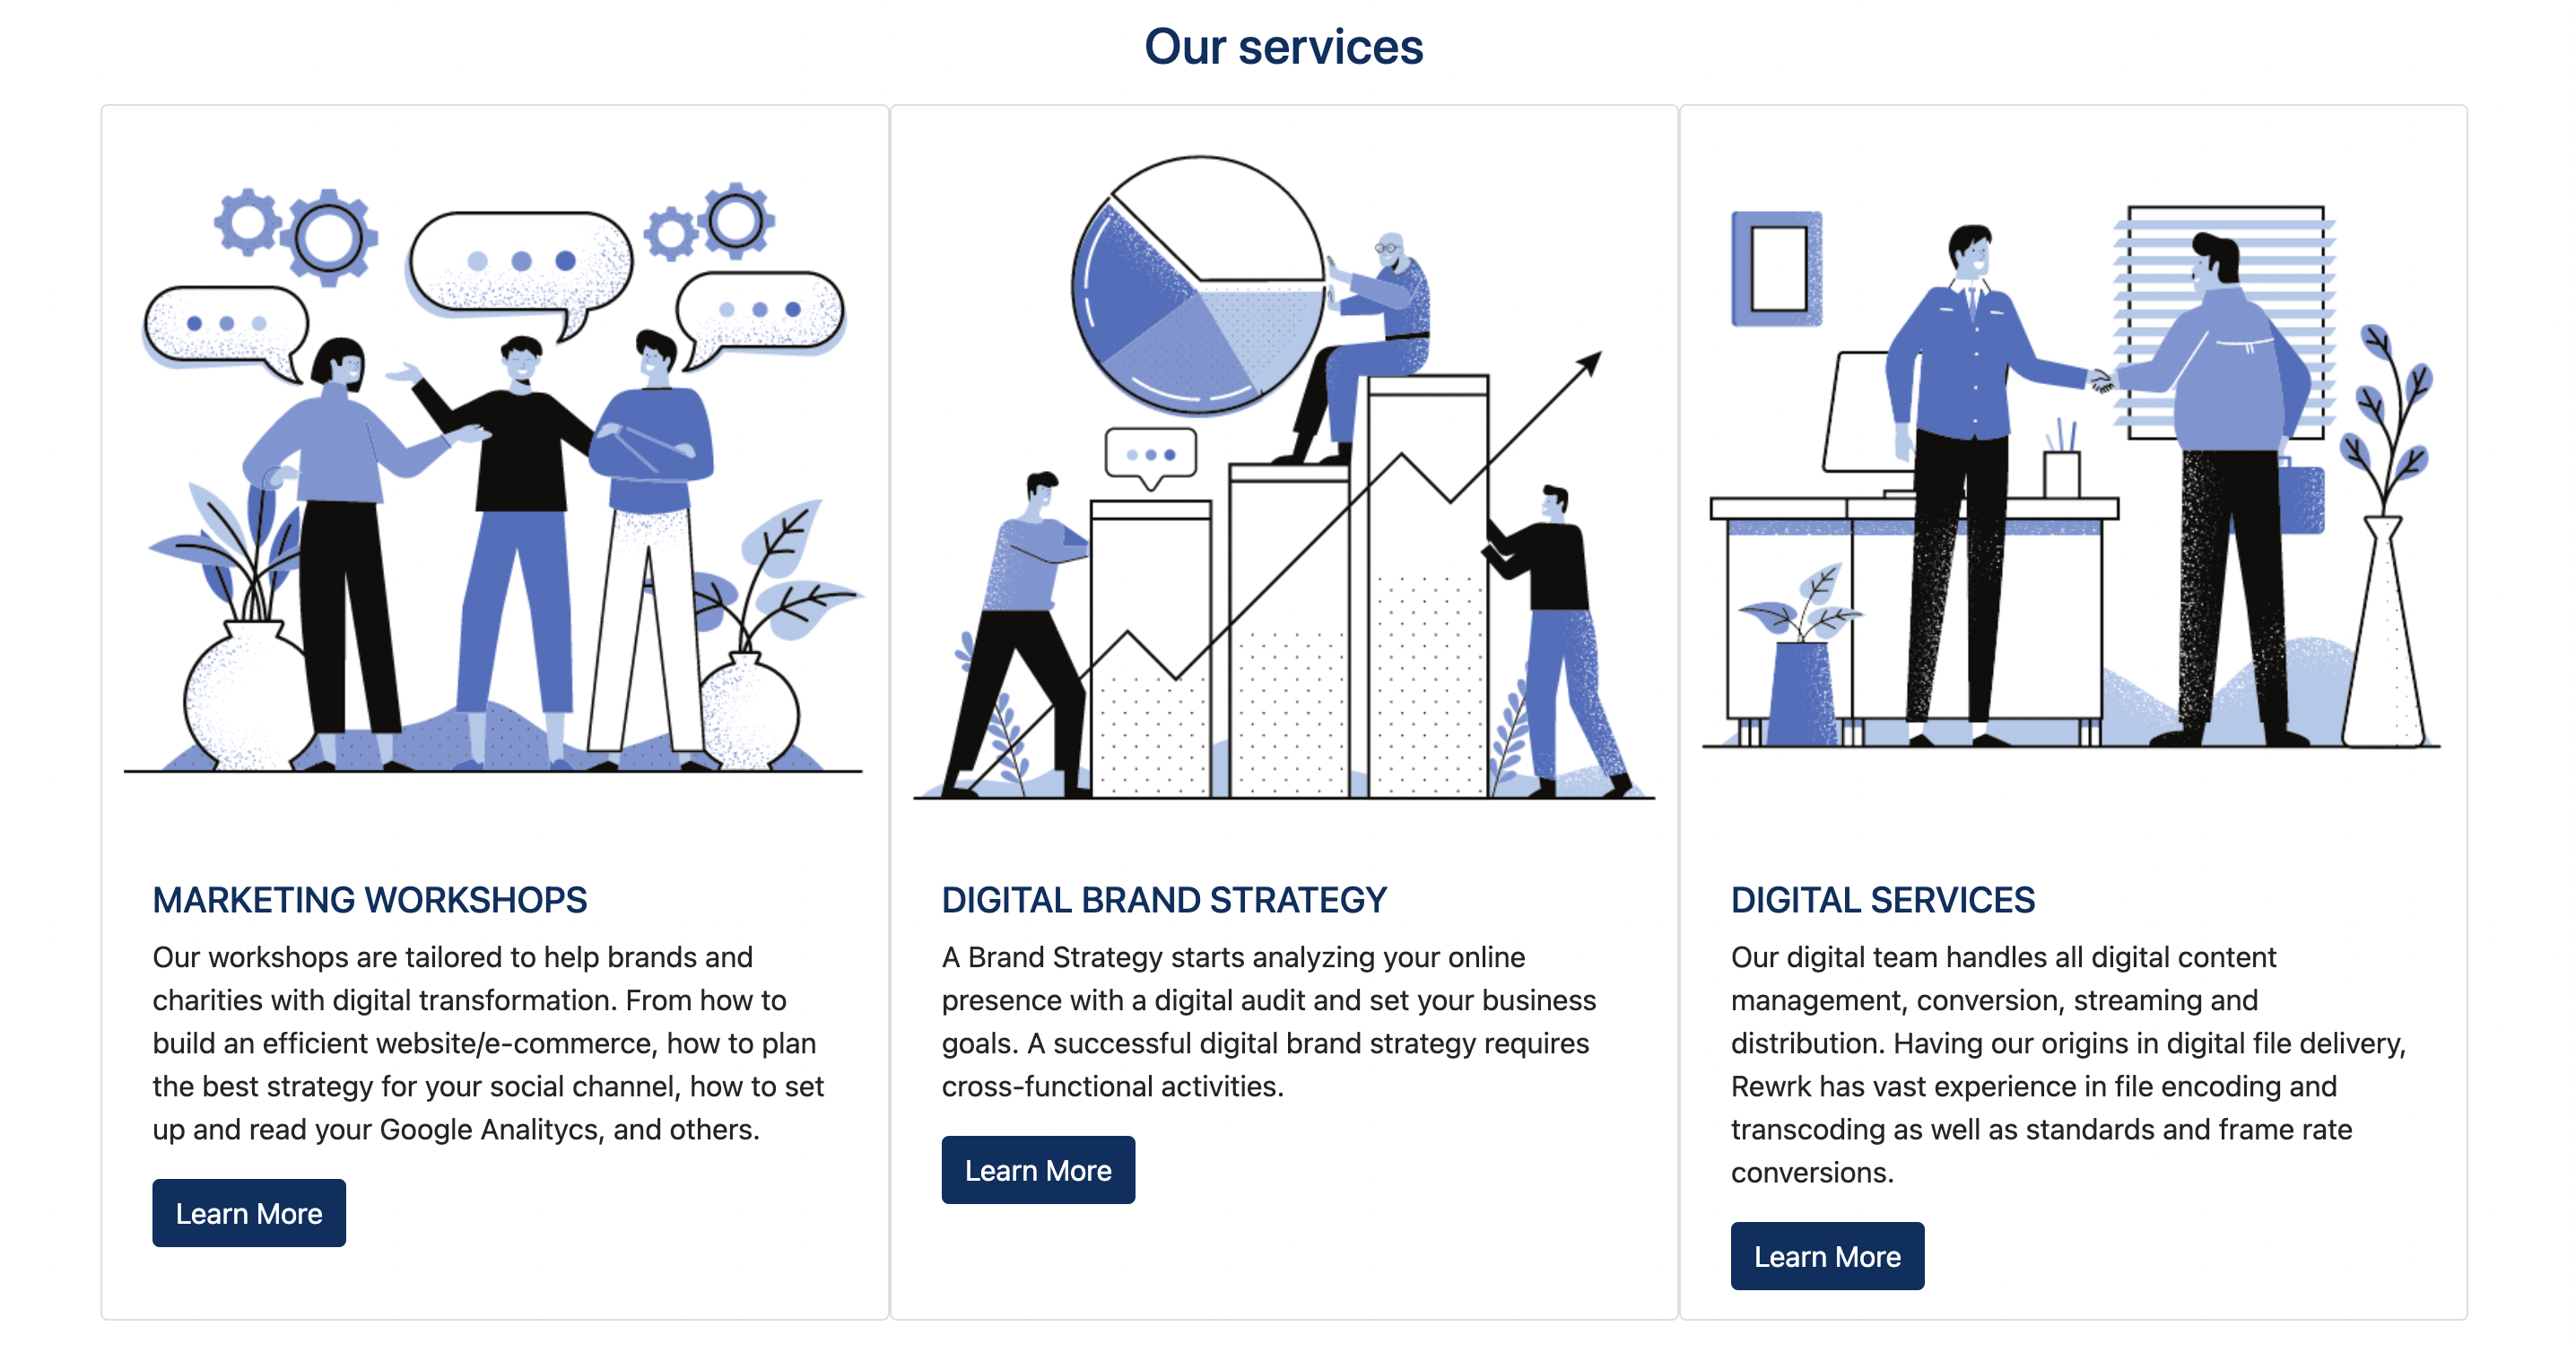 Our services
MARKETING WORKSHOPS
Our workshops are tailored to help brands and
charities with digital transformation. From how to
build an efficient website/e-commerce, how to plan
the best strategy for your social channel, how to set
up and read your Google Analitycs, and others.
Learn More
DIGITAL BRAND STRATEGY
A Brand Strategy starts analyzing your online
presence with a digital audit and set your business
goals. A successful digital brand strategy requires
cross-functional activities.
Learn More
DIGITAL SERVICES
Our digital team handles all digital content
management, conversion, streaming and
distribution. Having our origins in digital file delivery,
Rewrk has vast experience in file encoding and
transcoding as well as standards and frame rate
conversions.
Learn More